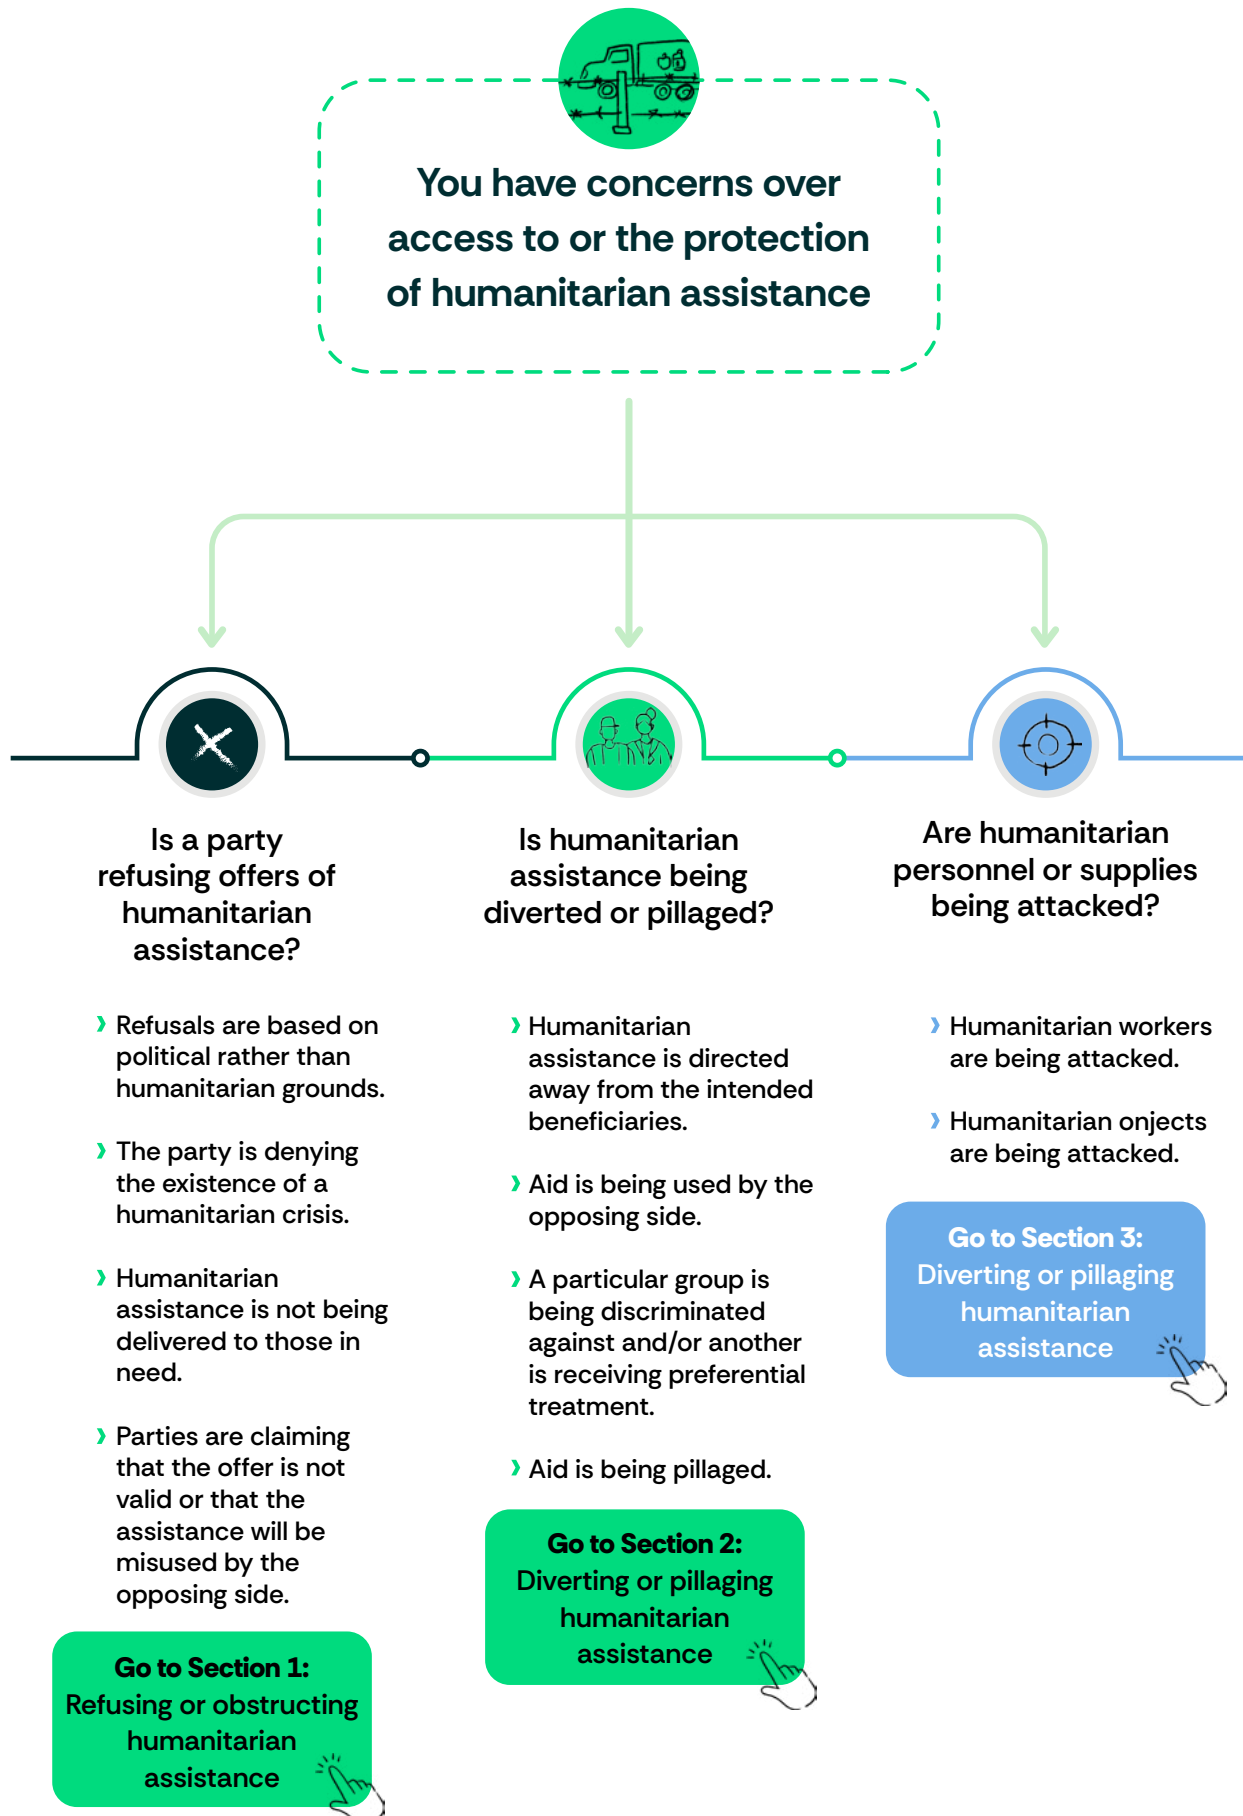 You have concerns over
access to or the protection
of humanitarian assistance
Is a party
refusing offers of
humanitarian
assistance?
› Refusals are based on
political rather than
humanitarian grounds.
› The party is denying
the existence of a
humanitarian crisis.
› Humanitarian
assistance is not being
delivered to those in
need.
› Parties are claiming
that the offer is not
valid or that the
assistance will be
misused by the
opposing side.
Go to Section 1:
Refusing or obstructing
humanitarian
assistance
Is humanitarian
assistance being
diverted or pillaged?
› Humanitarian
assistance is directed
away from the intended
beneficiaries.
› Aid is being used by the
opposing side.
› A particular group is
being discriminated
against and/or another
is receiving preferential
treatment.
› Aid is being pillaged.
Go to Section 2:
Diverting or pillaging
humanitarian
assistance
Are humanitarian
personnel or supplies
being attacked?
› Humanitarian workers
are being attacked.
› Humanitarian onjects
are being attacked.
Go to Section 3:
Diverting or pillaging
humanitarian
assistance